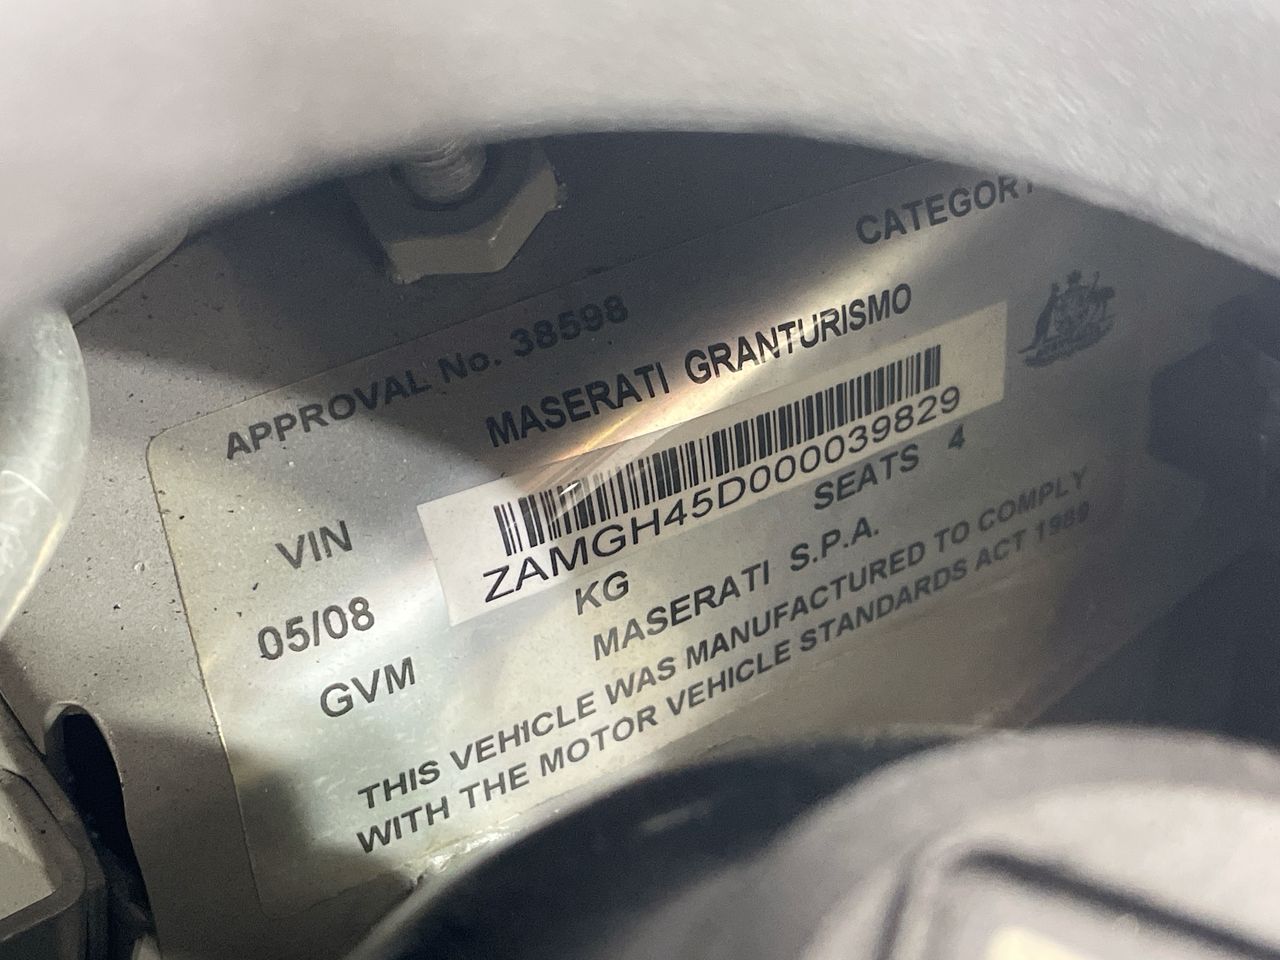 CATEGORY
APPROVAL No. 38598
MASERATI GRANTURISMO
VIN ZAMGH45D000039829
05/08 SEATS 4
GVM KG
MASERATI S.P.A.
THIS VEHICLE WAS MANUFACTURED TO COMPLY
WITH THE MOTOR VEHICLE STANDARDS ACT 1989